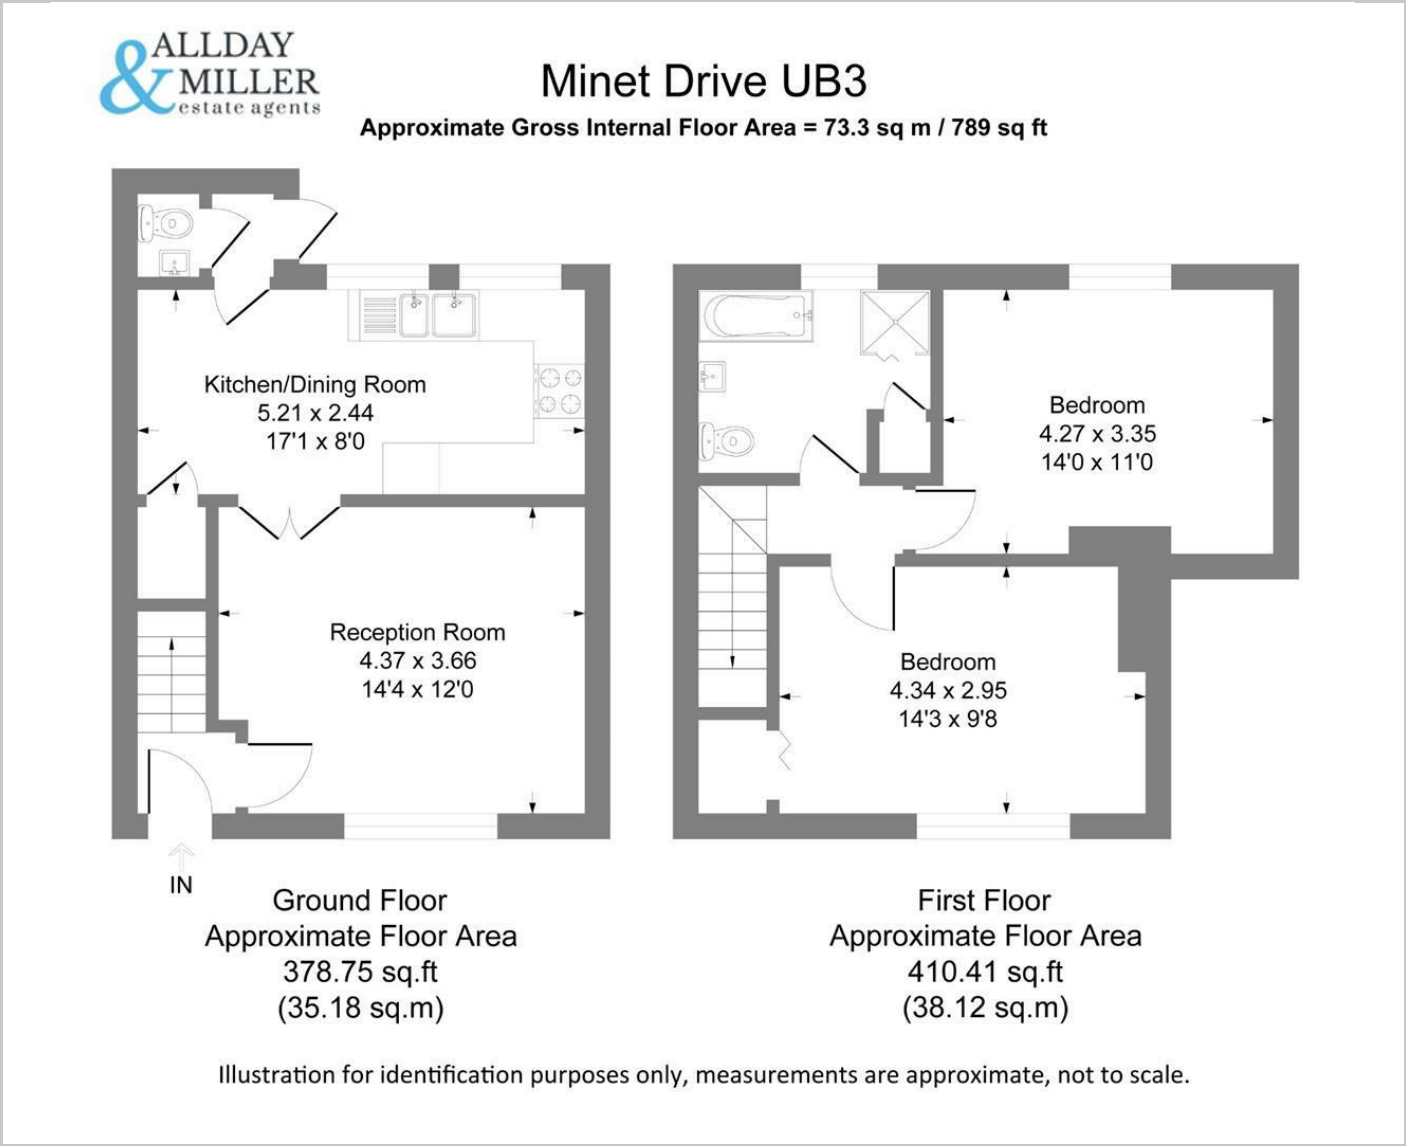 ALLDAY
& MILLER
estate agents
Minet Drive UB3
Approximate Gross Internal Floor Area = 73.3 sq m / 789 sq ft
Kitchen/Dining Room
5.21 x 2.44
17'1 x 8'0
Bedroom
4.27 x 3.35
14'0 x 11'0
Reception Room
4.37 x 3.66
14'4 x 12'0
Bedroom
4.34 x 2.95
14'3 x 9'8
IN
Ground Floor
Approximate Floor Area
378.75 sq.ft
(35.18 sq.m)
First Floor
Approximate Floor Area
410.41 sq.ft
(38.12 sq.m)
Illustration for identification purposes only, measurements are approximate, not to scale.